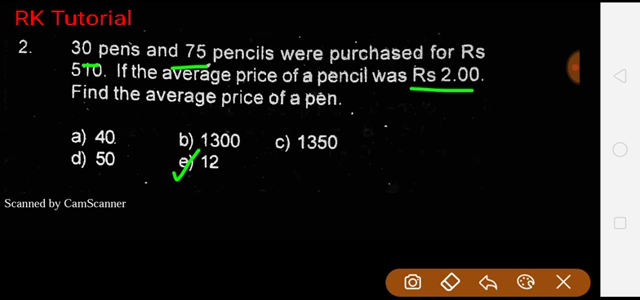 RK Tutorial
2. 30 pens and 75 pencils were purchased for Rs
510. If the average price of a pencil was Rs 2.00.
Find the average price of a pen.
a) 40 b) 1300 c) 1350
d) 50 e) 12
Scanned by CamScanner